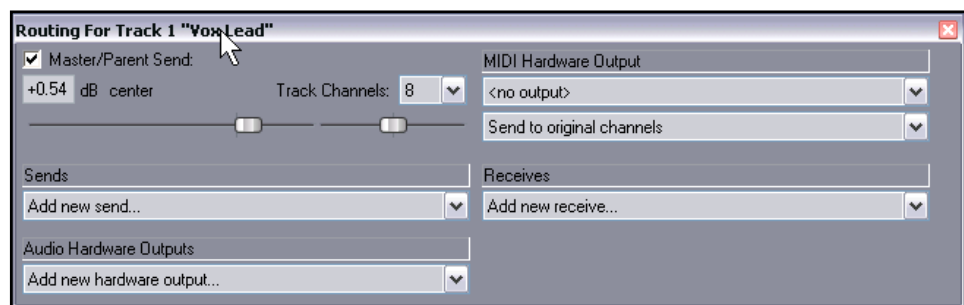 Routing For Track 1 "Vox Lead"
Master/Parent Send:
+0.54 dB center Track Channels: 8
MIDI Hardware Output
<no output>
Send to original channels
Sends
Add new send...
Receives
Add new receive...
Audio Hardware Outputs
Add new hardware output...